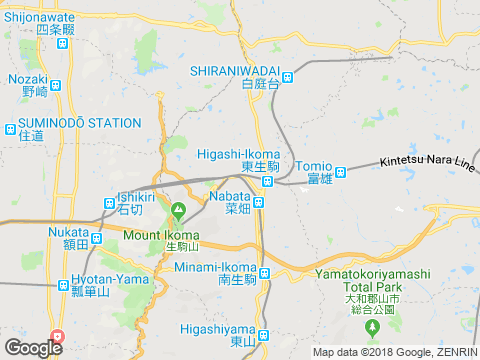 Shijonawate
四条畷
SHIRANIWADAI
白庭台
Nozaki
野崎
SUMINODŌ STATION
住道
Higashi-Ikoma
東生駒
Kintetsu Nara Line
Tomio
富雄
Ishikiri
石切
Nabata
菜畑
Mount Ikoma
生駒山
Nukata
額田
Minami-Ikoma
南生駒
Hyotan-Yama
瓢箪山
Yamatokoriyamashi
Total Park
大和郡山市
総合公園
Higashiyama
東山
Google
Map data ©2018 Google, ZENRIN